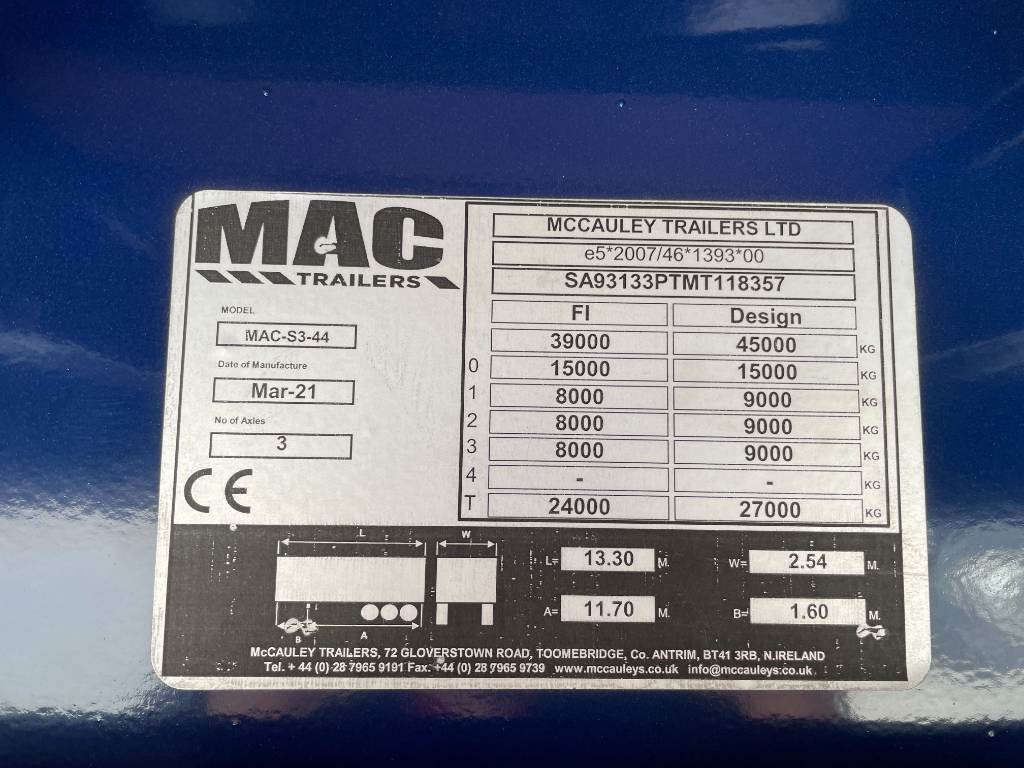 MAC
TRAILERS
MODEL
MAC-S3-44
Date of Manufacture
Mar-21
No of Axles
3
CE
MCCAULEY TRAILERS LTD
e5*2007/46*1393*00
SA93133PTMT118357
FI Design
39000 45000 KG
0 15000 15000 KG
1 8000 9000 KG
2 8000 9000 KG
3 8000 9000 KG
4 - - KG
T 24000 27000 KG
L W
B A
L= 13.30 M. W= 2.54 M.
A= 11.70 M. B= 1.60 M.
McCAULEY TRAILERS, 72 GLOVERSTOWN ROAD, TOOMEBRIDGE, Co. ANTRIM, BT41 3RB, N.IRELAND
Tel. + 44 (0) 28 7965 9191 Fax. +44 (0) 28 7965 9739 www.mccauleys.co.uk info@mccauleys.co.uk